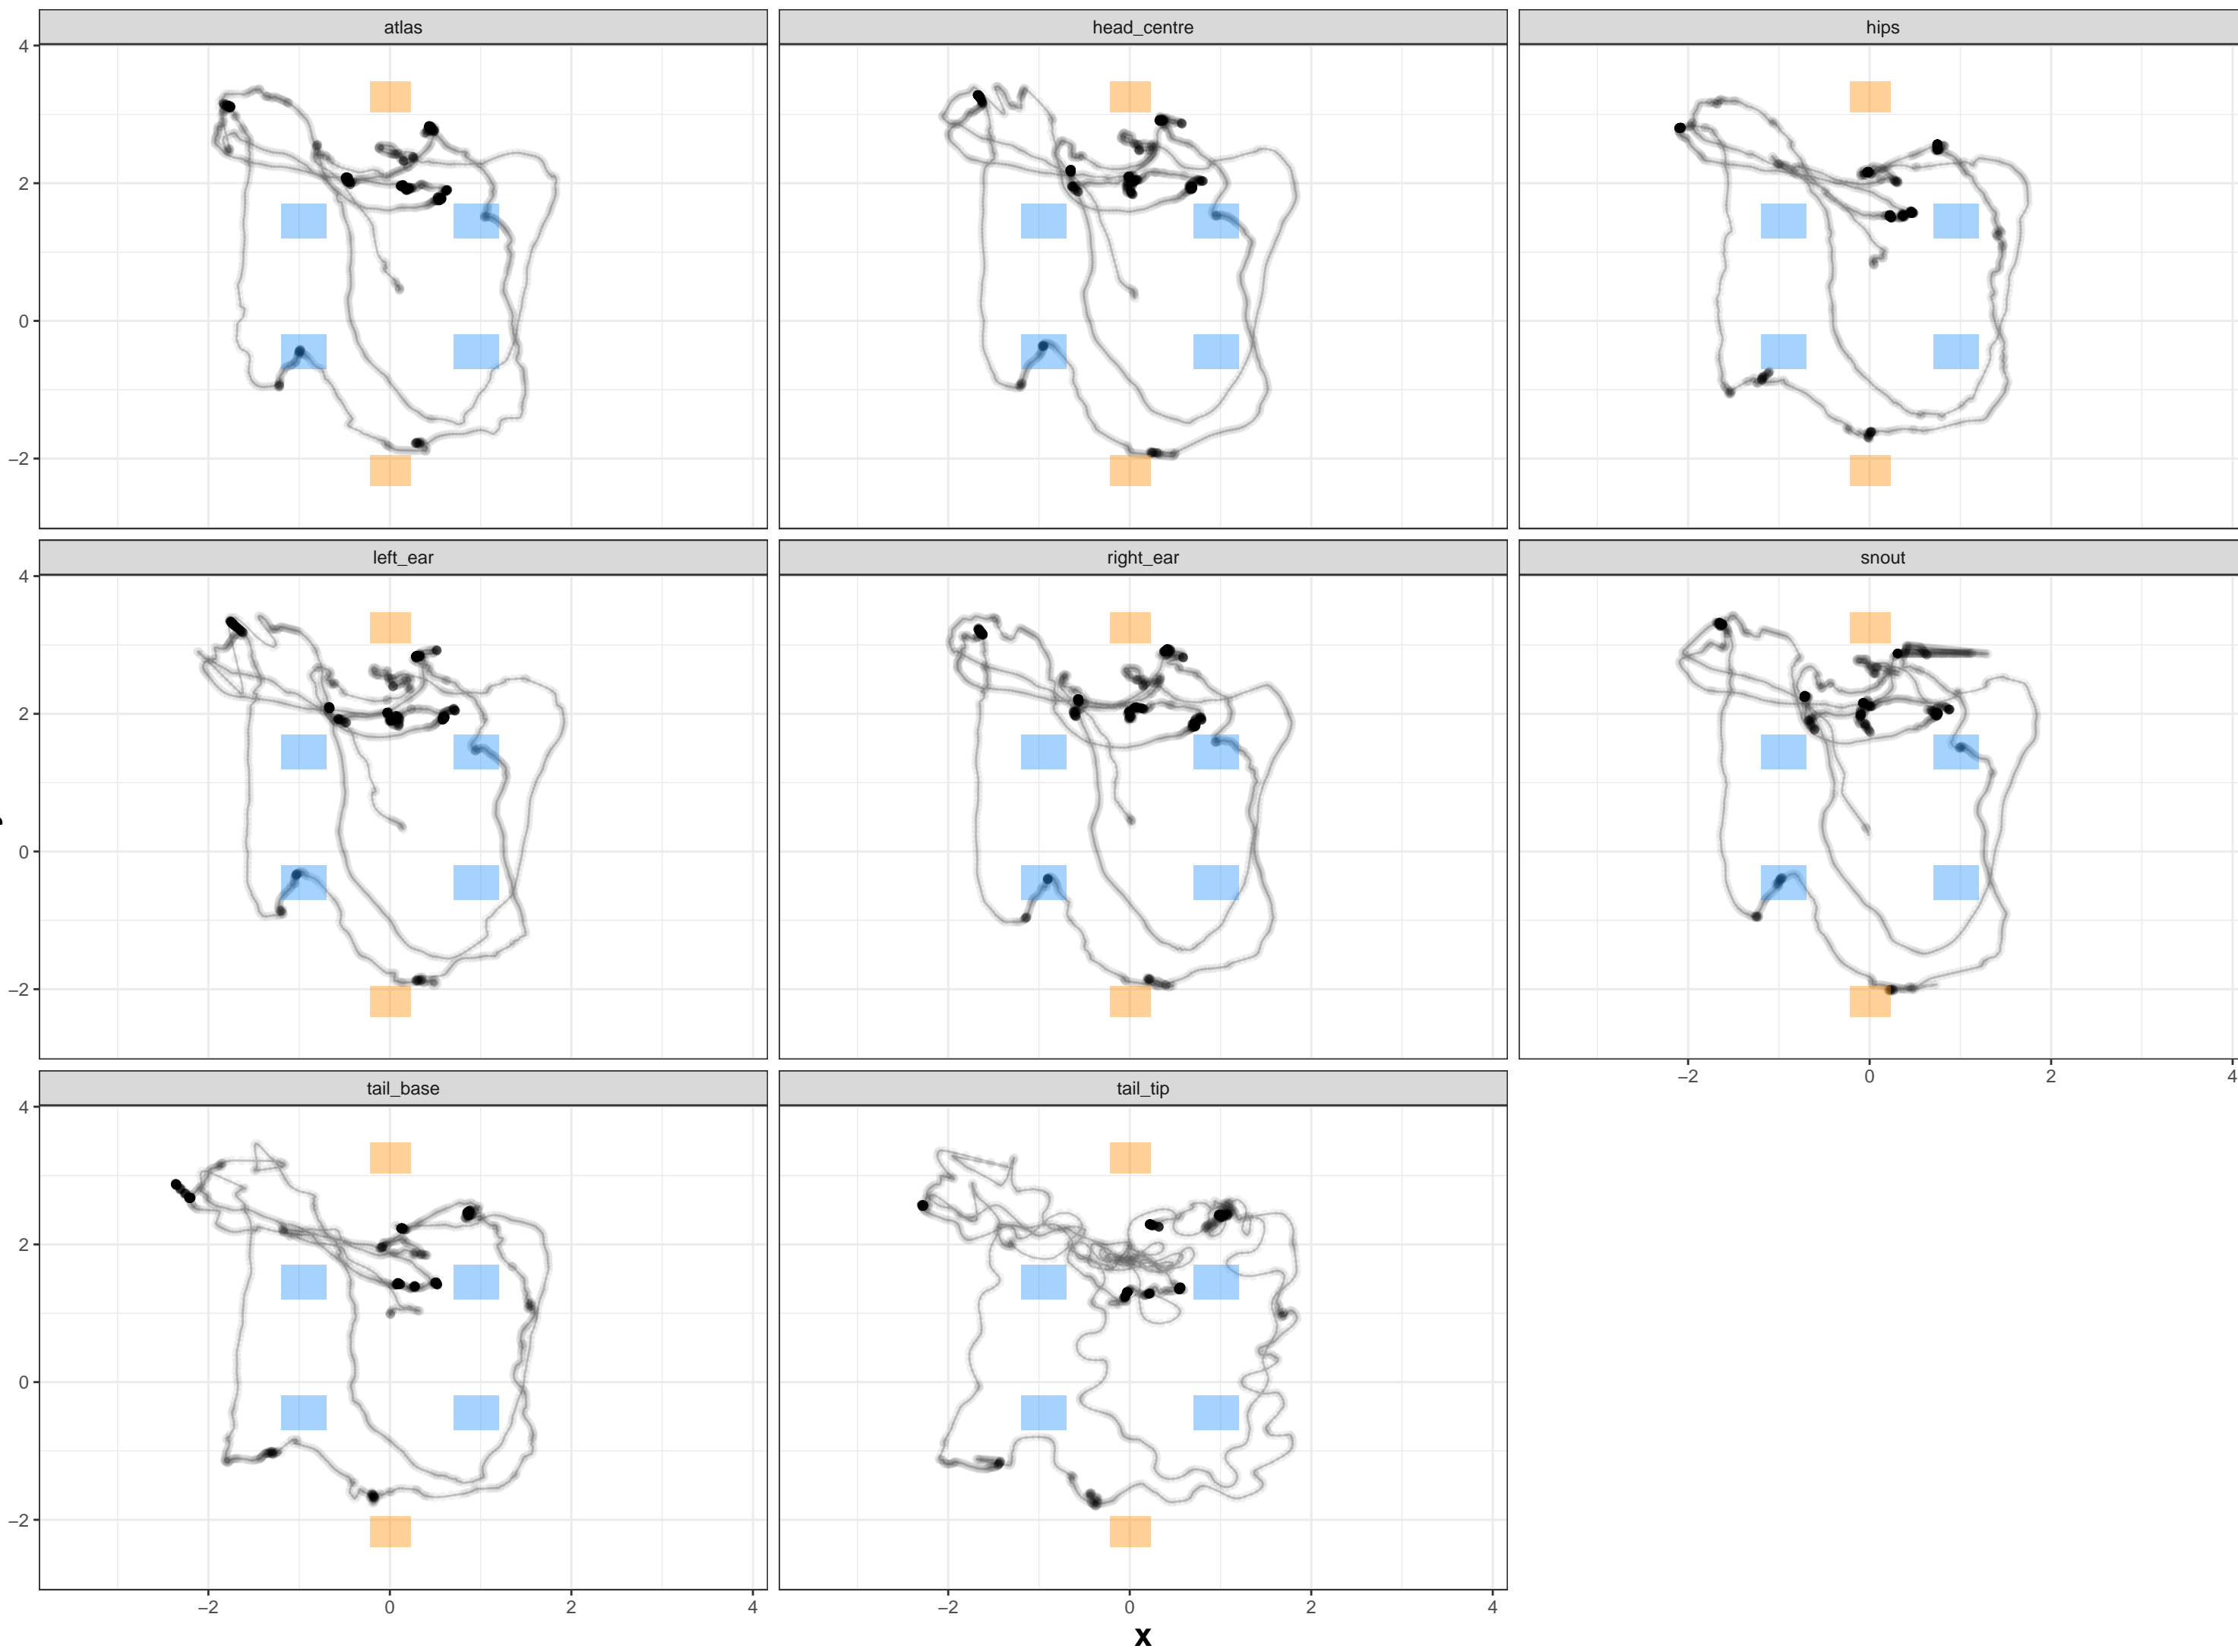 atlas head_centre hips
4
2
0
−2
left_ear right_ear snout
4
2
0
−2
−2 0 2 4
tail_base tail_tip
4
2
0
−2
−2 0 2 4 −2 0 2 4
x